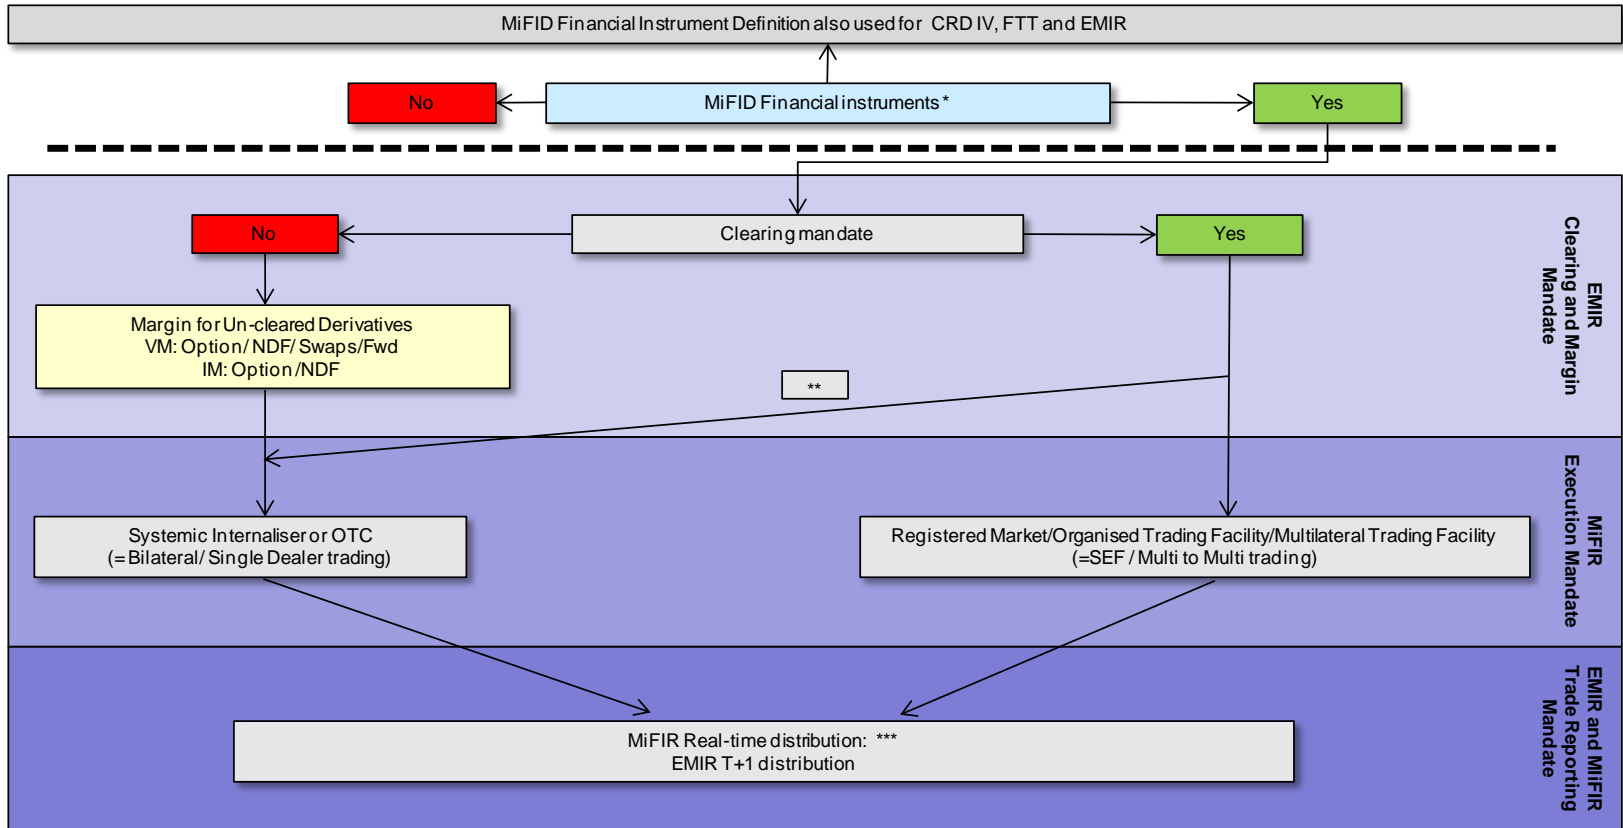 MiFID Financial Instrument Definition also used for CRD IV, FTT and EMIR
No
MiFID Financial instruments *
Yes
No
Clearing mandate
Yes
EMIR
Clearing and Margin
Mandate
Margin for Un-cleared Derivatives
VM: Option/ NDF/ Swaps/Fwd
IM: Option /NDF
**
MiFIR
Execution Mandate
Systemic Internaliser or OTC
(= Bilateral/ Single Dealer trading)
Registered Market/Organised Trading Facility/Multilateral Trading Facility
(=SEF / Multi to Multi trading)
EMIR and MIiFIR
Trade Reporting
Mandate
MiFIR Real-time distribution: ***
EMIR T+1 distribution